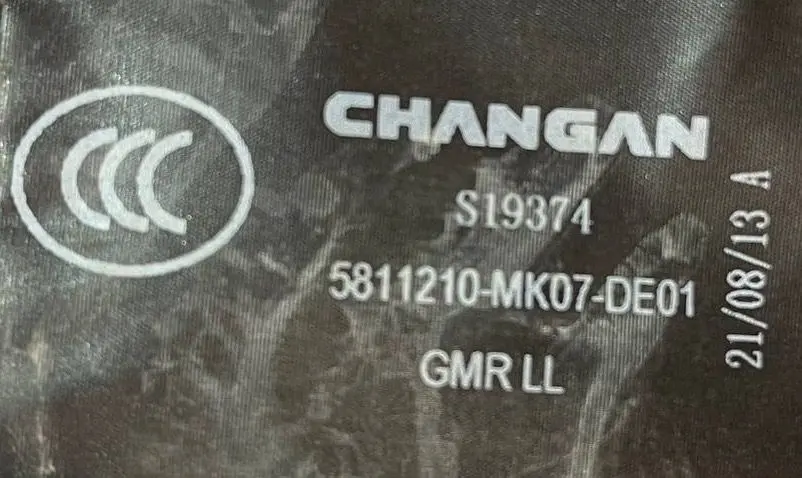 CCC
CHANGAN
S19374
5811210-MK07-DE01
GMR LL
21/08/13 A